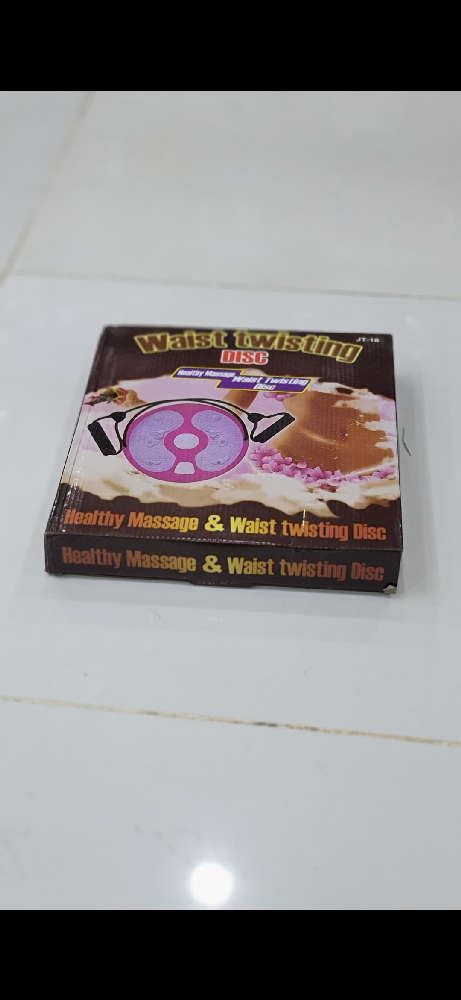 JT-18
Waist twisting
DISC
Healthy Massage
Waist Twisting
Disc
Healthy Massage & Waist twisting Disc
Healthy Massage & Waist twisting Disc